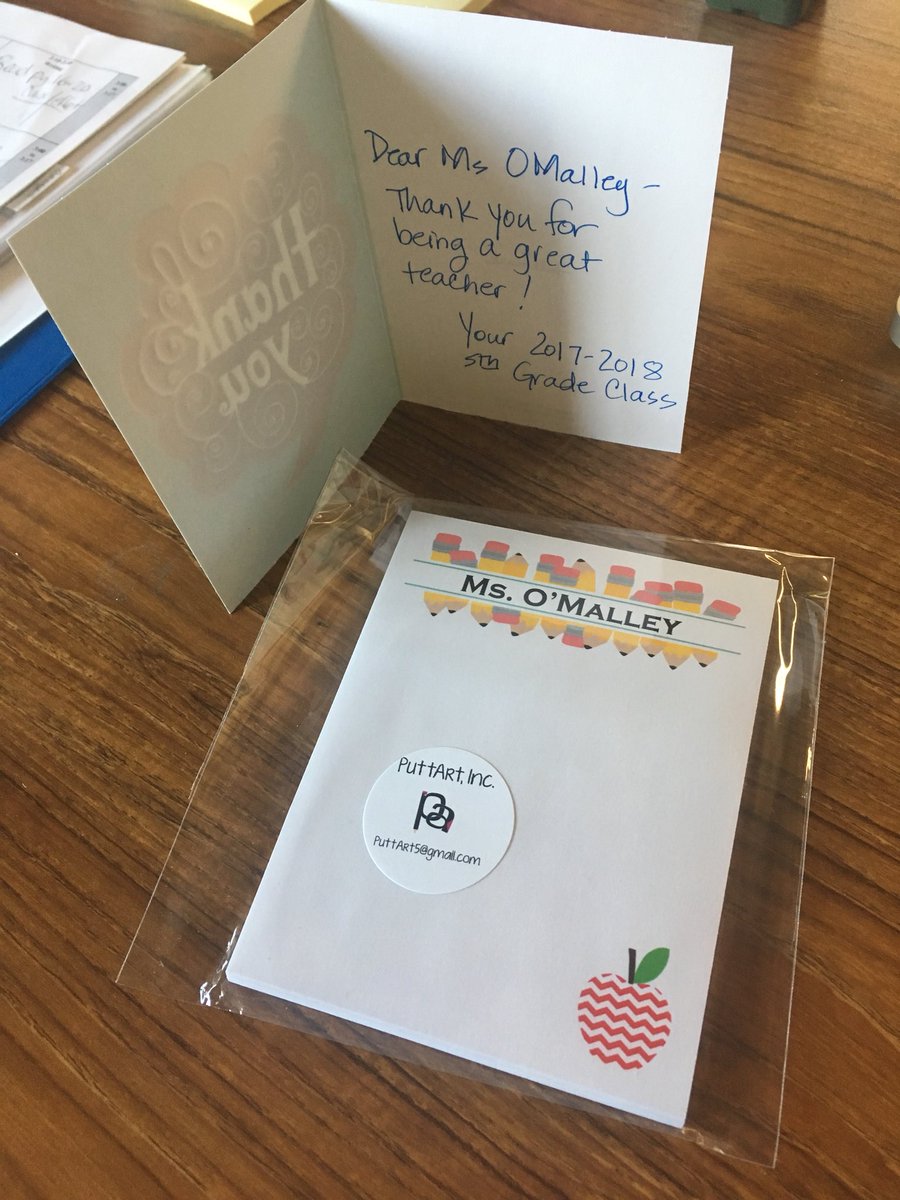 Dear Ms OMalley -
Thank you for
being a great
teacher!
Your 2017-2018
5th Grade Class
thank
you
Ms. O'Malley
PuttArt, Inc.
pa
PuttArt5@gmail.com